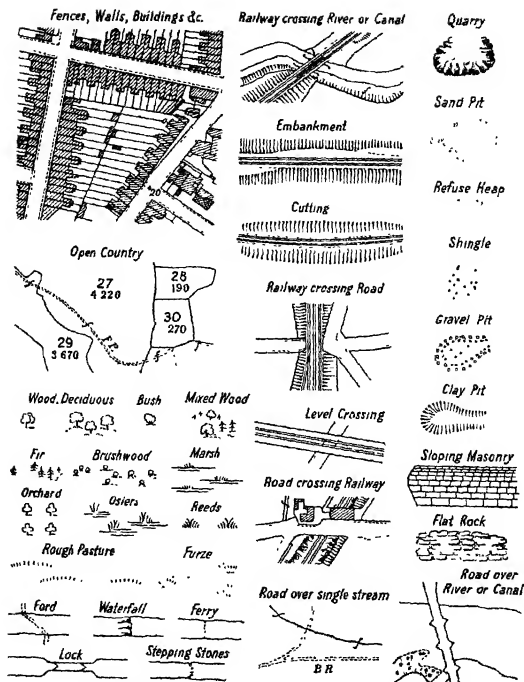 Fences, Walls, Buildings &c.
20
Open Country
27
4 220
28
190
30
270
29
3 670
F.P.
Wood, Deciduous
Bush
Mixed Wood
Fir
Brushwood
Marsh
Orchard
Osiers
Reeds
Rough Pasture
Furze
Ford
Waterfall
Ferry
Lock
Stepping Stones
Railway crossing River or Canal
Embankment
Cutting
Railway crossing Road
Level Crossing
Road crossing Railway
Road over single stream
B R
Quarry
Sand Pit
Refuse Heap
Shingle
Gravel Pit
Clay Pit
Sloping Masonry
Flat Rock
Road over
River or Canal